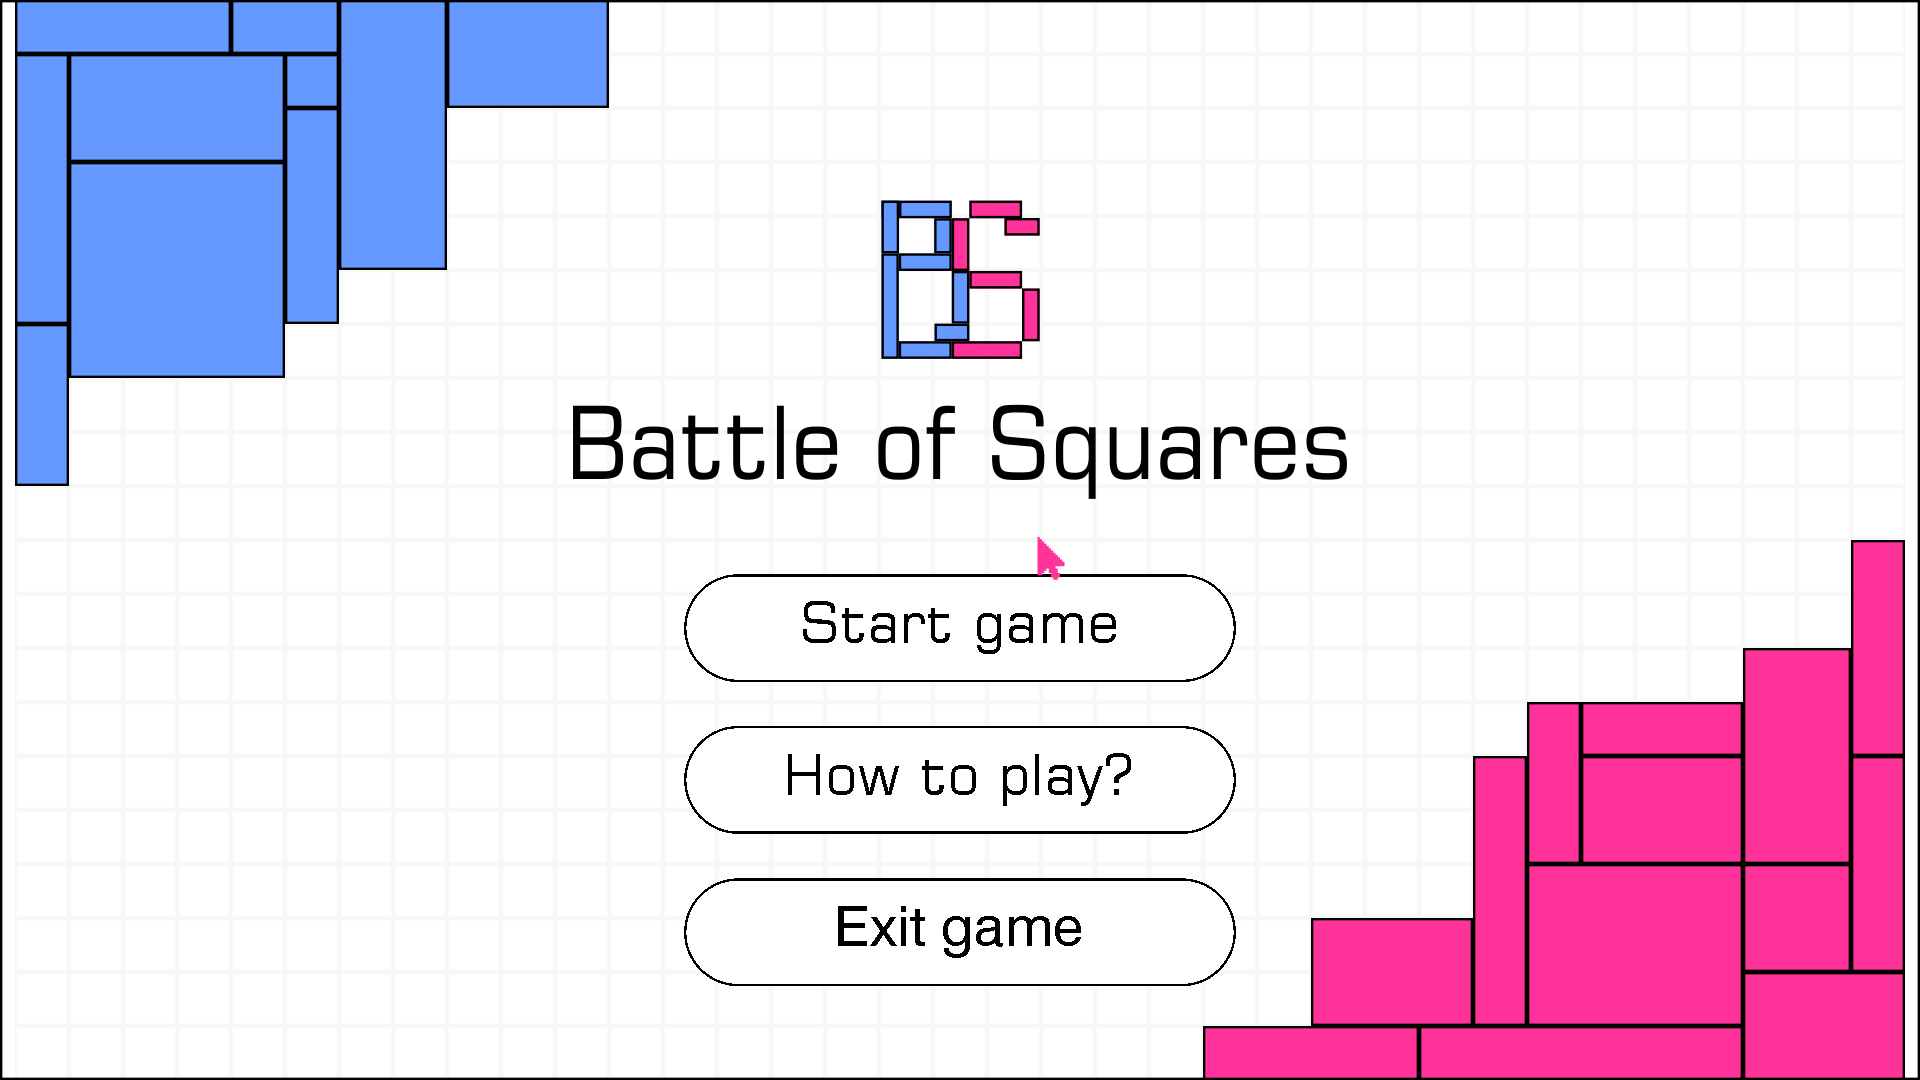 BS
Battle of Squares
Start game
How to play?
Exit game